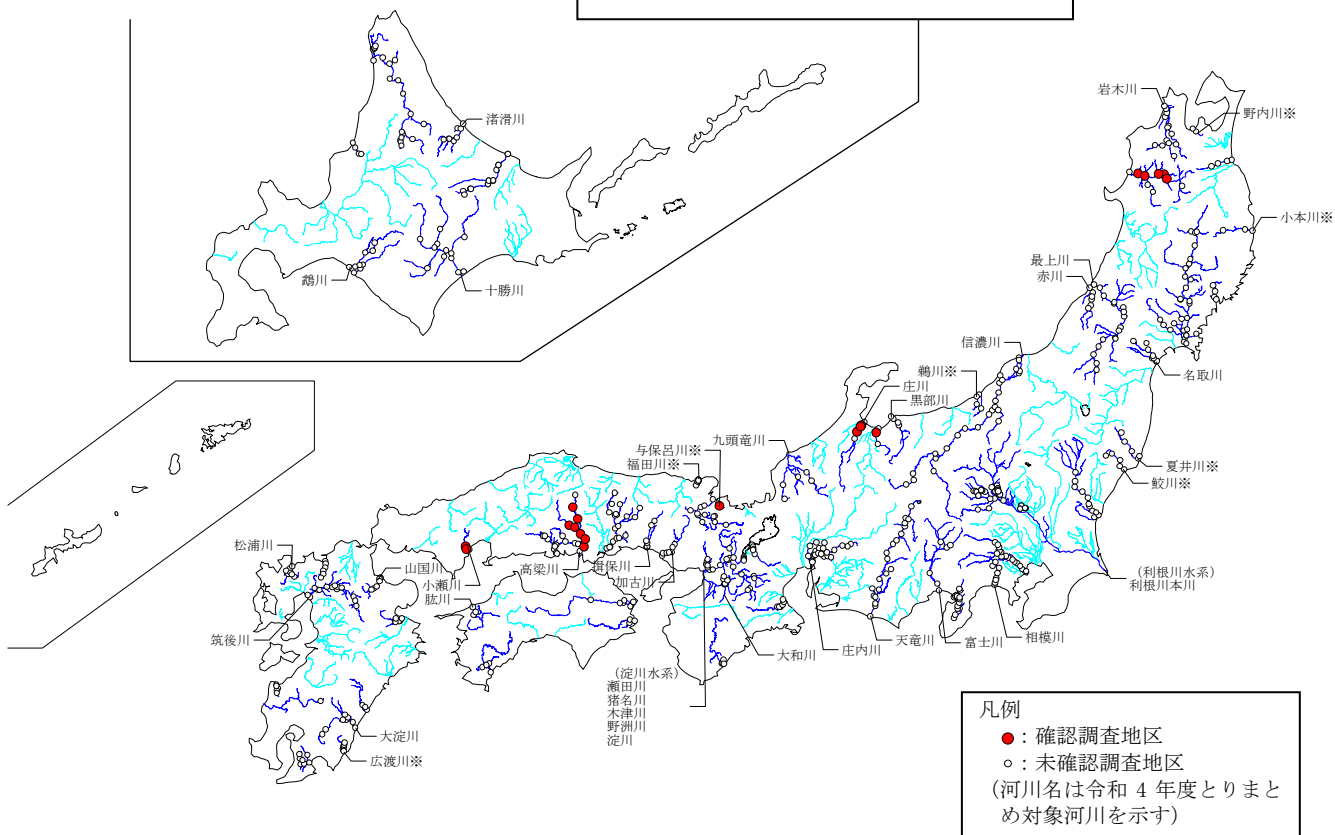 渚滑川
鵡川
十勝川
岩木川
野内川※
小本川※
最上川
赤川
信濃川
名取川
鵜川※
庄川
黒部川
九頭竜川
与保呂川※
福田川※
夏井川※
鮫川※
松浦川
山国川
小瀬川
肱川
高梁川
揖保川
加古川
(利根川水系)
利根川本川
筑後川
大和川
庄内川
天竜川
富士川
相模川
(淀川水系)
瀬田川
猪名川
木津川
野洲川
淀川
大淀川
広渡川※
凡例
●：確認調査地区
○：未確認調査地区
(河川名は令和 4 年度とりまと
め対象河川を示す)